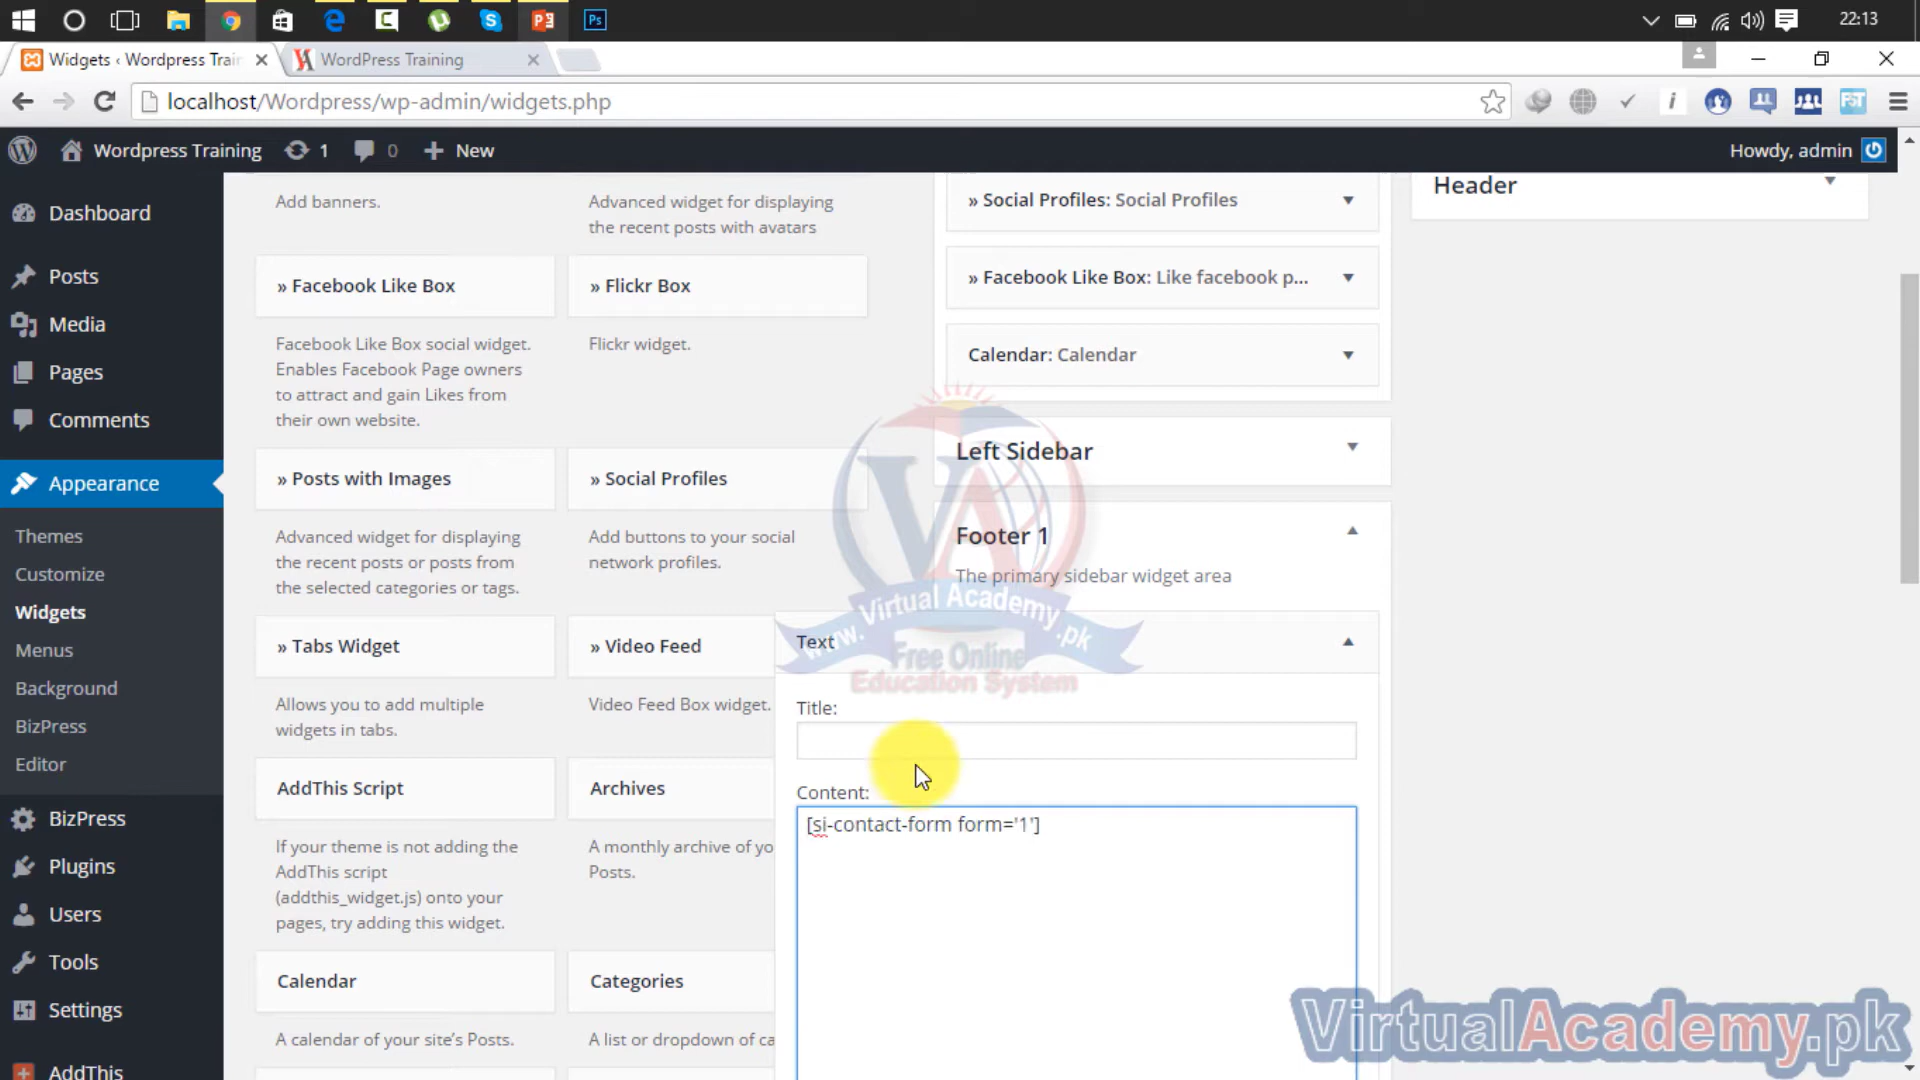 22:13
Widgets ‹ Wordpress Trai
WordPress Training
localhost/Wordpress/wp-admin/widgets.php
Wordpress Training
1
0
New
Howdy, admin
Dashboard
Posts
Media
Pages
Comments
Appearance
Themes
Customize
Widgets
Menus
Background
BizPress
Editor
BizPress
Plugins
Users
Tools
Settings
AddThis
Add banners.
Advanced widget for displaying
the recent posts with avatars
» Facebook Like Box
» Flickr Box
Facebook Like Box social widget.
Enables Facebook Page owners
to attract and gain Likes from
their own website.
Flickr widget.
» Posts with Images
» Social Profiles
Advanced widget for displaying
the recent posts or posts from
the selected categories or tags.
Add buttons to your social
network profiles.
» Tabs Widget
» Video Feed
Allows you to add multiple
widgets in tabs.
Video Feed Box widget.
AddThis Script
Archives
If your theme is not adding the
AddThis script
(addthis_widget.js) onto your
pages, try adding this widget.
A monthly archive of yo
Posts.
Calendar
Categories
A calendar of your site's Posts.
A list or dropdown of ca
» Social Profiles: Social Profiles
» Facebook Like Box: Like facebook p...
Calendar: Calendar
Left Sidebar
Footer 1
The primary sidebar widget area
Text
Title:
Content:
[si-contact-form form='1']
Header
VA
www.VirtualAcademy.pk
Free Online
Education System
VirtualAcademy.pk